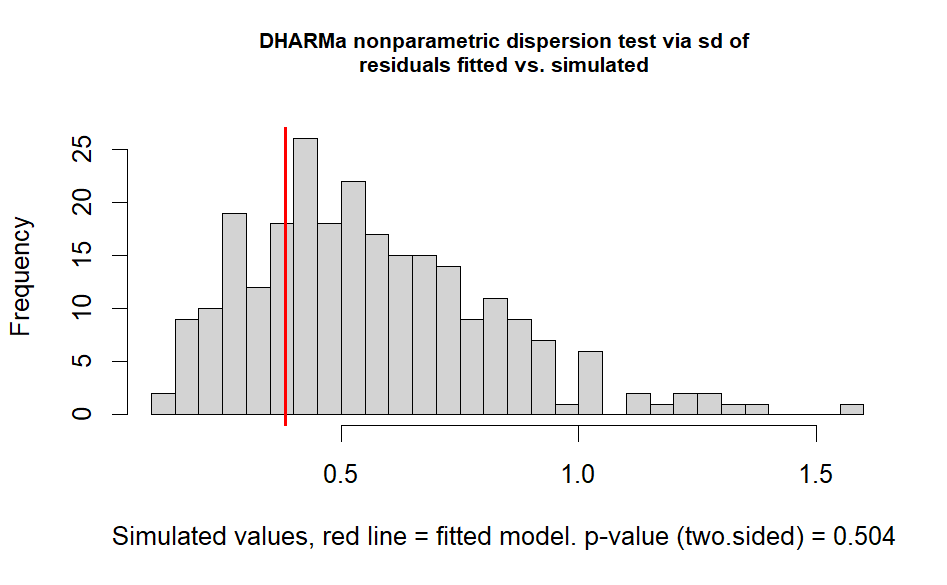 DHARMa nonparametric dispersion test via sd of
residuals fitted vs. simulated
Frequency
25
20
15
10
5
0
0.5 1.0 1.5
Simulated values, red line = fitted model. p-value (two.sided) = 0.504